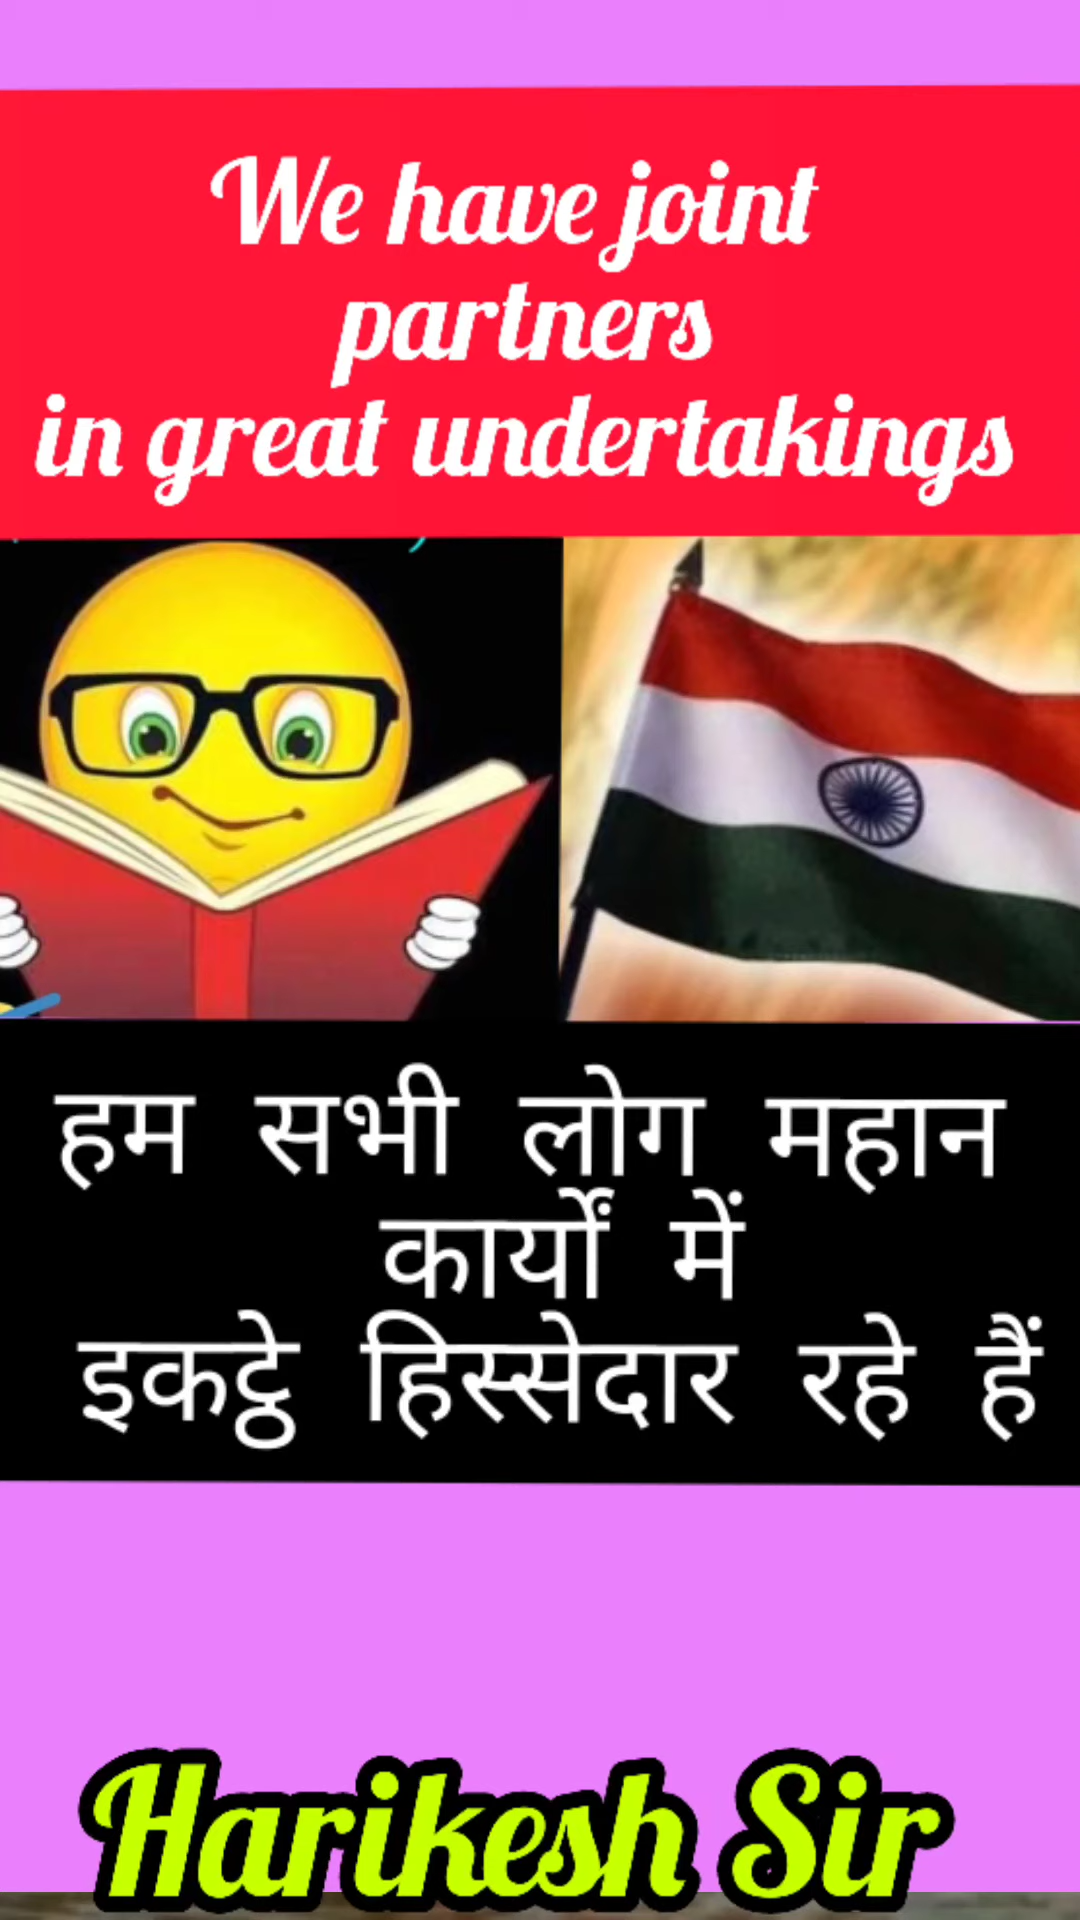 We have joint
partners
in great undertakings
हम सभी लोग महान
कार्यों में
इकट्ठे हिस्सेदार रहे हैं
Harikesh Sir